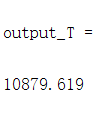 output_T =
10879.619